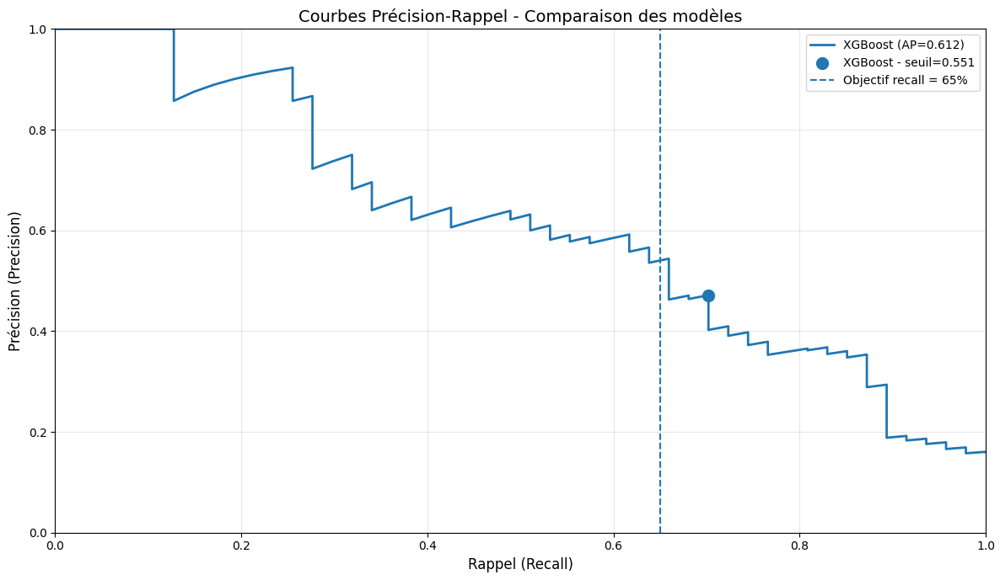 Courbes Précision-Rappel - Comparaison des modèles
XGBoost (AP=0.612)
XGBoost - seuil=0.551
Objectif recall = 65%
Précision (Precision)
1.0
0.8
0.6
0.4
0.2
0.0
0.0 0.2 0.4 0.6 0.8 1.0
Rappel (Recall)